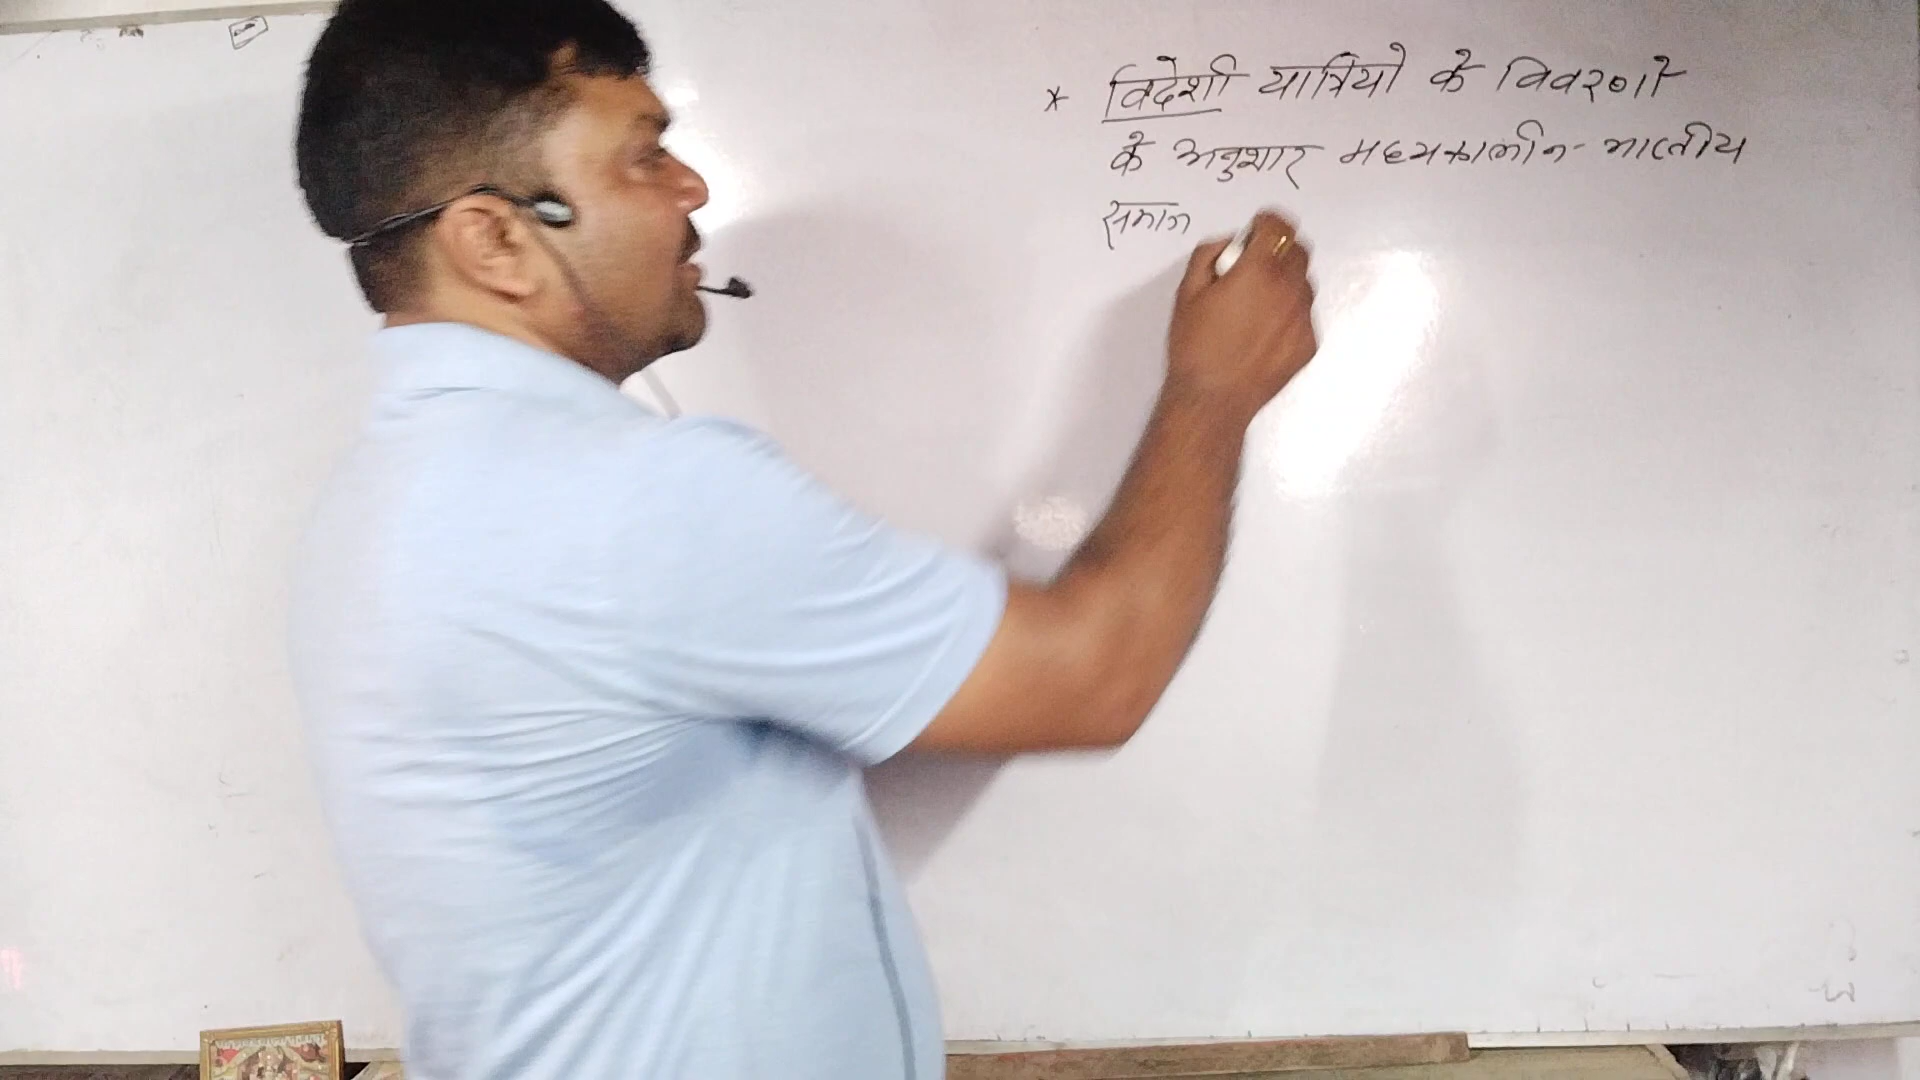 * विदेशी यात्रियों के विवरणों
के अनुशार मध्यकालीन- भारतीय
समाज